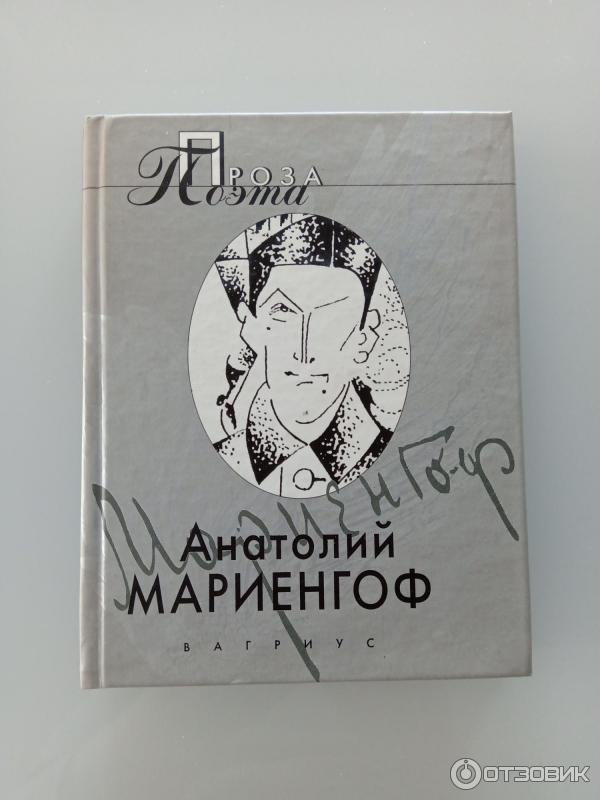 Проза
Поэта
Мариенгоф
Анатолий
МАРИЕНГОФ
ВАГРИУС
ОТЗОВИК